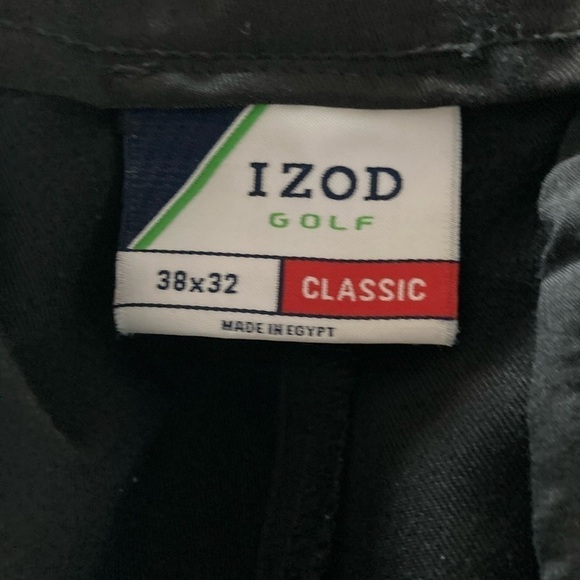 IZOD
GOLF
38x32 CLASSIC
MADE IN EGYPT